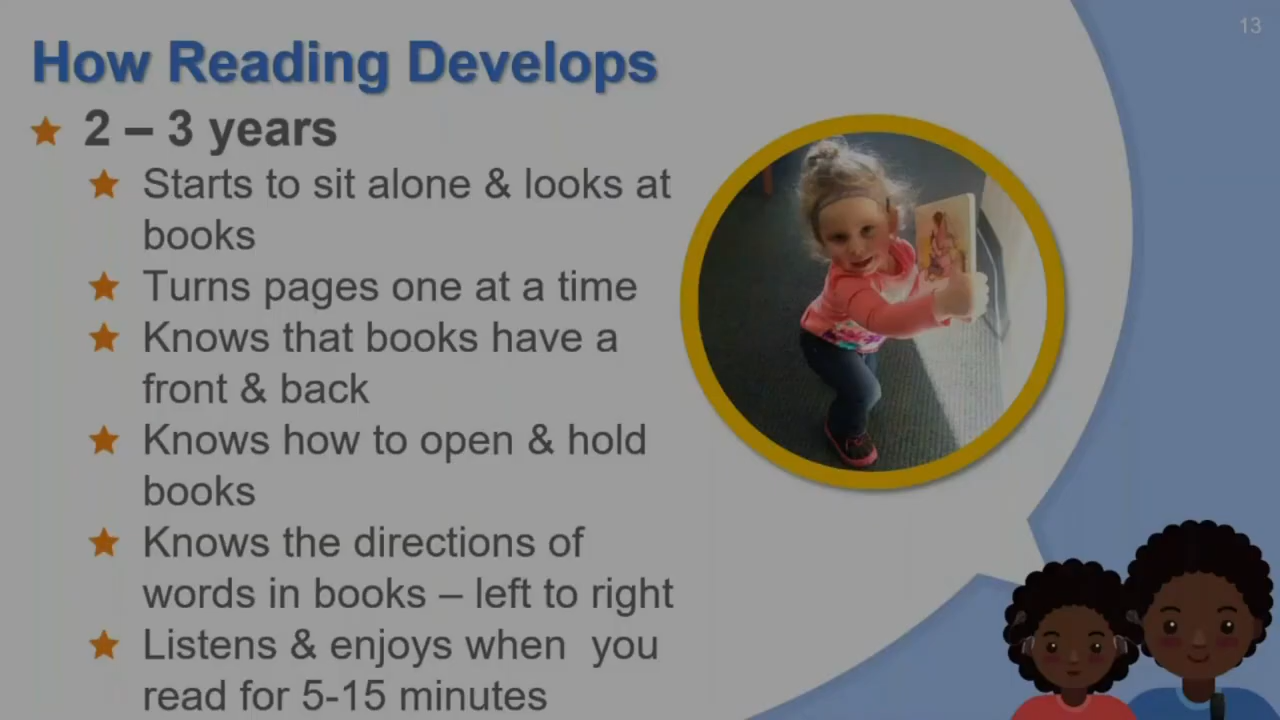 13
How Reading Develops
2 – 3 years
Starts to sit alone & looks at
books
Turns pages one at a time
Knows that books have a
front & back
Knows how to open & hold
books
Knows the directions of
words in books – left to right
Listens & enjoys when  you
read for 5-15 minutes